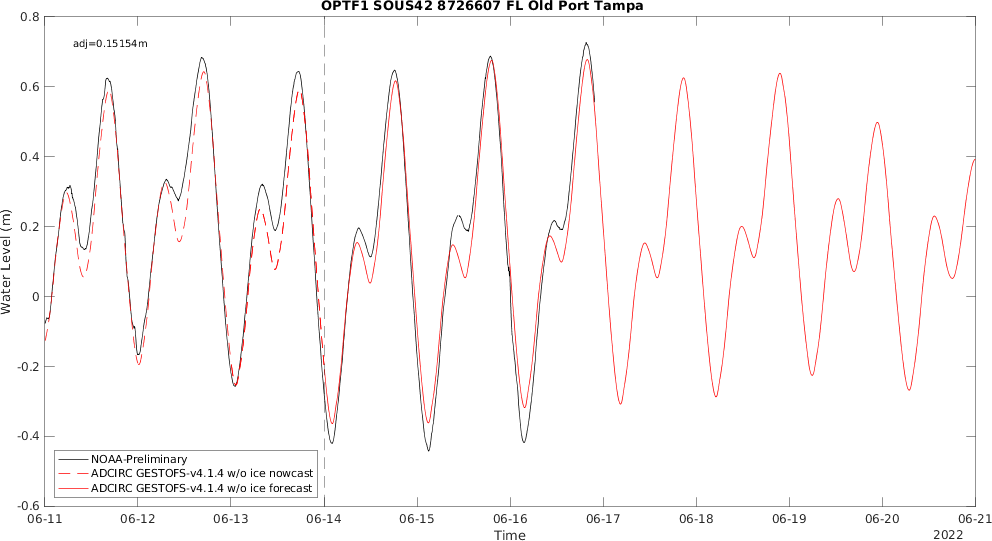 OPTF1 SOUS42 8726607 FL Old Port Tampa
adj=0.15154m
0.8
0.6
0.4
0.2
0
-0.2
-0.4
-0.6
Water Level (m)
NOAA-Preliminary
ADCIRC GESTOFS-v4.1.4 w/o ice nowcast
ADCIRC GESTOFS-v4.1.4 w/o ice forecast
06-11 06-12 06-13 06-14 06-15 06-16 06-17 06-18 06-19 06-20 06-21
Time
2022